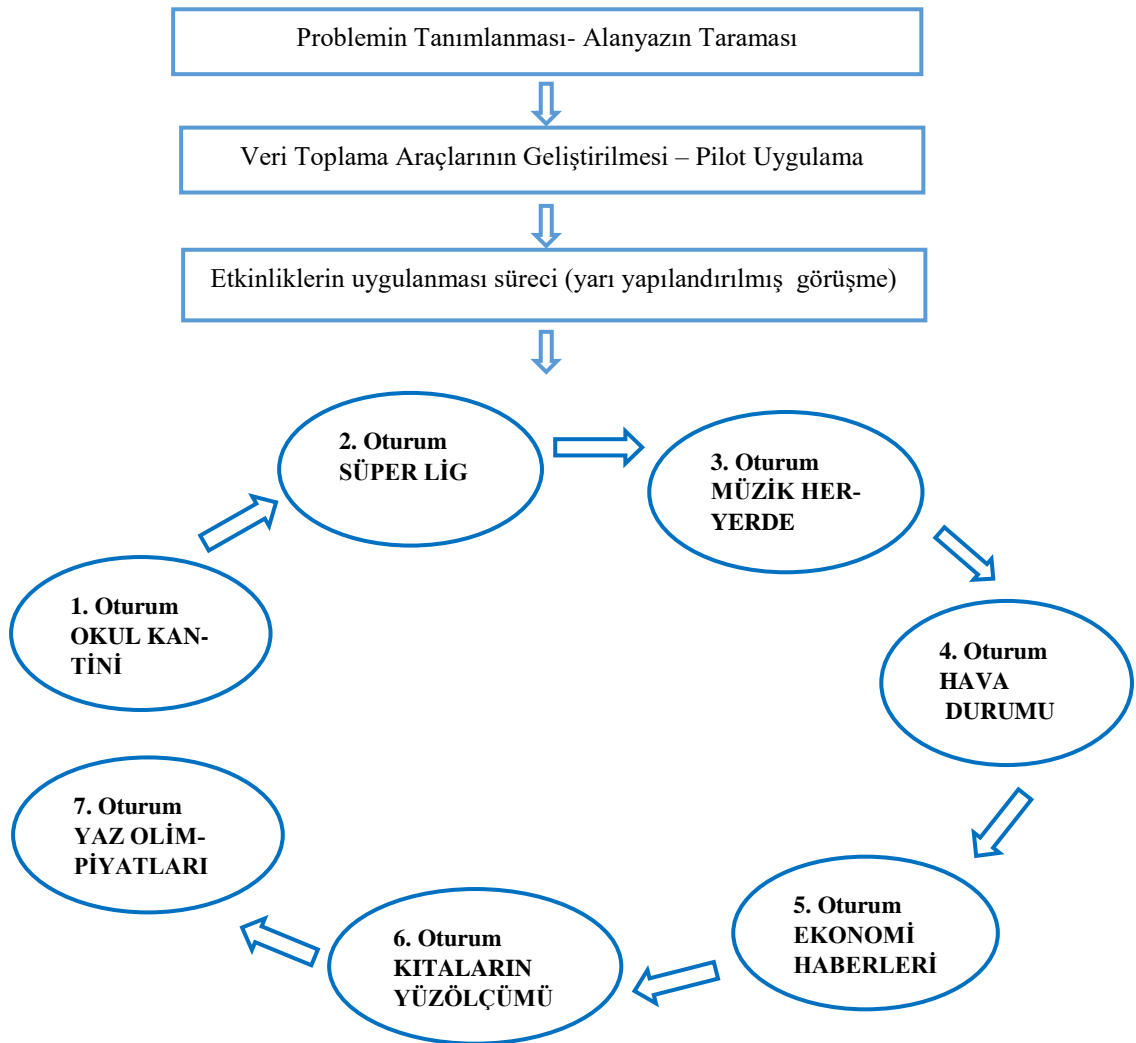 Problemin Tanımlanması- Alanyazın Taraması
Veri Toplama Araçlarının Geliştirilmesi – Pilot Uygulama
Etkinliklerin uygulanması süreci (yarı yapılandırılmış görüşme)
1. Oturum
OKUL KAN-
TİNİ
2. Oturum
SÜPER LİG
3. Oturum
MÜZİK HER-
YERDE
4. Oturum
HAVA
DURUMU
5. Oturum
EKONOMİ
HABERLERİ
6. Oturum
KITALARIN
YÜZÖLÇÜMÜ
7. Oturum
YAZ OLİM-
PİYATLARI